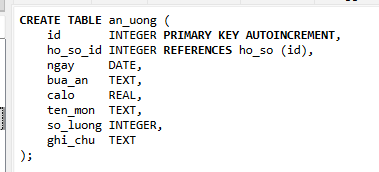 CREATE TABLE an_uong (
    id       INTEGER PRIMARY KEY AUTOINCREMENT,
    ho_so_id INTEGER REFERENCES ho_so (id),
    ngay     DATE,
    bua_an   TEXT,
    calo     REAL,
    ten_mon  TEXT,
    so_luong INTEGER,
    ghi_chu  TEXT
);